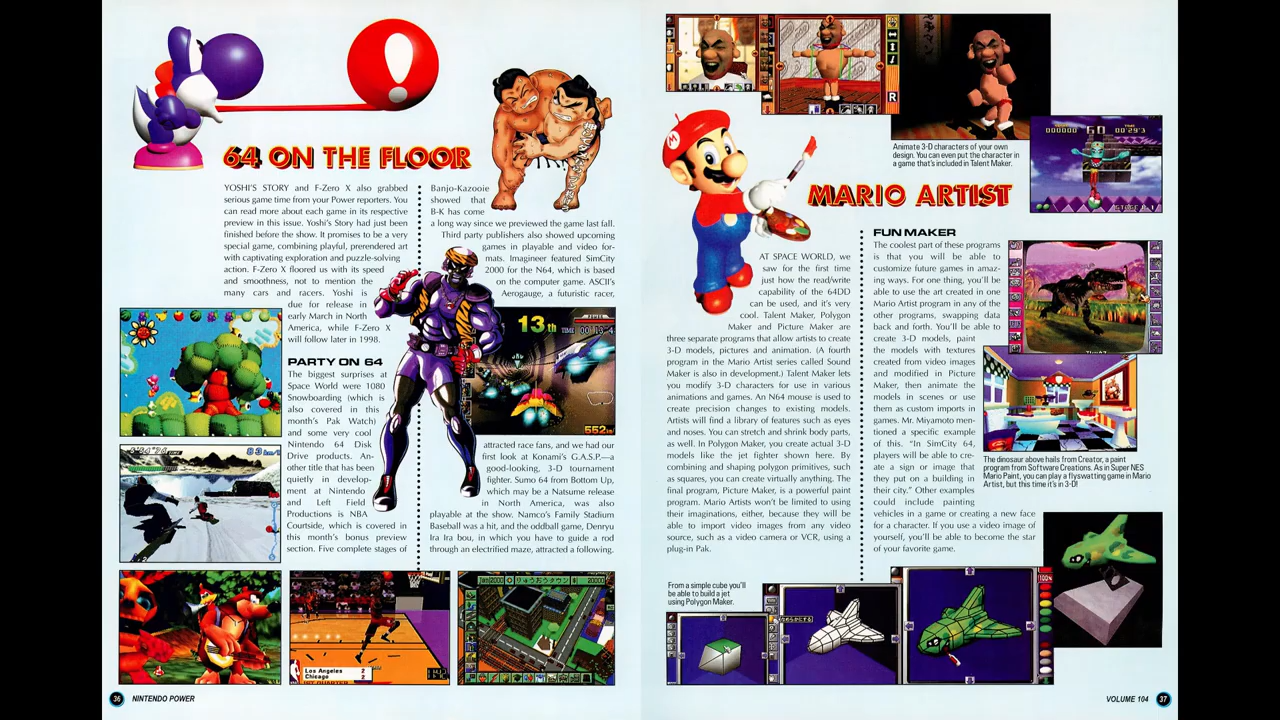 64 ON THE FLOOR
YOSHI'S STORY and F-Zero X also grabbed
serious game time from your Power reporters. You
can read more about each game in its respective
preview in this issue. Yoshi's Story had just been
finished before the show. It promises to be a very
special game, combining playful, prerendered art
with captivating exploration and puzzle-solving
action. F-Zero X floored us with its speed
and smoothness, not to mention the
many cars and racers. Yoshi is
due for release in
early March in North
America, while F-Zero X
will follow later in 1998.
PARTY ON 64
The biggest surprises at
Space World were 1080
Snowboarding (which is
also covered in this
month's Pak Watch)
and some very cool
Nintendo 64 Disk
Drive products. An-
other title that has been
quietly in develop-
ment at Nintendo
and Left Field
Productions is NBA
Courtside, which is covered in
this month's bonus preview
section. Five complete stages of
Banjo-Kazooie
showed that
B-K has come
a long way since we previewed the game last fall.
Third party publishers also showed upcoming
games in playable and video for-
mats. Imagineer featured SimCity
2000 for the N64, which is based
on the computer game. ASCII's
Aerogauge, a futuristic racer,
attracted race fans, and we had our
first look at Konami's G.A.S.P.—a
good-looking, 3-D tournament
fighter. Sumo 64 from Bottom Up,
which may be a Natsume release
in North America, was also
playable at the show. Namco's Family Stadium
Baseball was a hit, and the oddball game, Denryu
Ira Ira bou, in which you have to guide a rod
through an electrified maze, attracted a following.
13th
TIME
552
Los Angeles 2
Chicago 2
36 NINTENDO POWER
R
Animate 3-D characters of your own
design. You can even put the character in
a game that's included in Talent Maker.
000000 60 00'29'3
MARIO ARTIST
AT SPACE WORLD, we
saw for the first time
just how the read/write
capability of the 64DD
can be used, and it's very
cool. Talent Maker, Polygon
Maker and Picture Maker are
three separate programs that allow artists to create
3-D models, pictures and animation. (A fourth
program in the Mario Artist series called Sound
Maker is also in development.) Talent Maker lets
you modify 3-D characters for use in various
animations and games. An N64 mouse is used to
create precision changes to existing models.
Artists will find a library of features such as eyes
and noses. You can stretch and shrink body parts,
as well. In Polygon Maker, you create actual 3-D
models like the jet fighter shown here. By
combining and shaping polygon primitives, such
as squares, you can create virtually anything. The
final program, Picture Maker, is a powerful paint
program. Mario Artists won't be limited to using
their imaginations, either, because they will be
able to import video images from any video
source, such as a video camera or VCR, using a
plug-in Pak.
FUN MAKER
The coolest part of these programs
is that you will be able to
customize future games in amaz-
ing ways. For one thing, you'll be
able to use the art created in one
Mario Artist program in any of the
other programs, swapping data
back and forth. You'll be able to
create 3-D models, paint
the models with textures
created from video images
and modified in Picture
Maker, then animate the
models in scenes or use
them as custom imports in
games. Mr. Miyamoto men-
tioned a specific example
of this. "In SimCity 64,
players will be able to cre-
ate a sign or image that
they put on a building in
their city." Other examples
could include painting
vehicles in a game or creating a new face
for a character. If you use a video image of
yourself, you'll be able to become the star
of your favorite game.
The dinosaur above hails from Creator, a paint
program from Software Creations. As in Super NES
Mario Paint, you can play a flyswatting game in Mario
Artist, but this time it's in 3-D!
From a simple cube you'll
be able to build a jet
using Polygon Maker.
100%
VOLUME 104 37